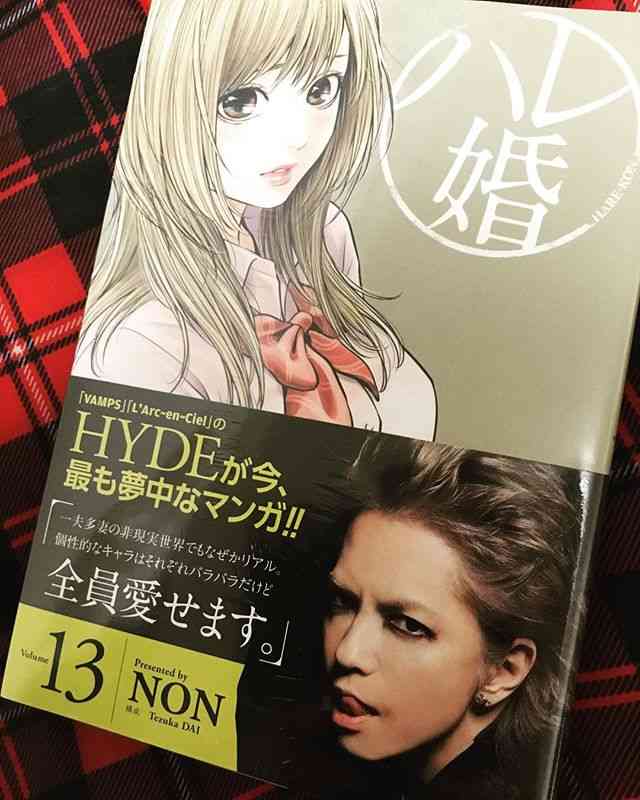 ハレ
婚
HARE-KON
「VAMPS」「L'Arc~en~Ciel」の
HYDEが今、
最も夢中なマンガ!!
「一夫多妻の非現実世界でもなぜかリアル。
個性的なキャラはそれぞれバラバラだけど
全員愛せます。」
Volume 13
Presented by
NON
構成 Tezuka DAI